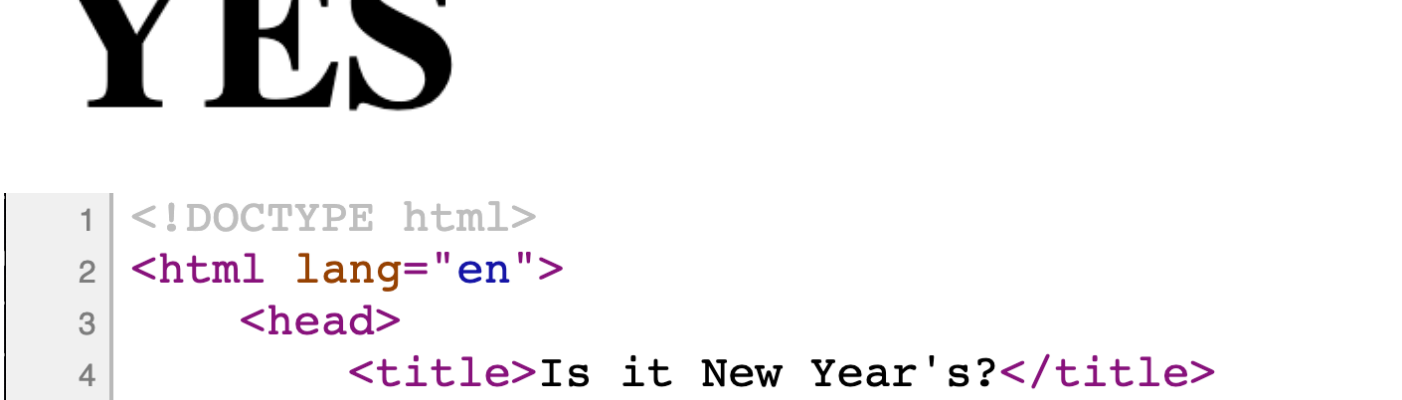 YES
1 <!DOCTYPE html>
2 <html lang="en">
3 <head>
4 <title>Is it New Year's?</title>